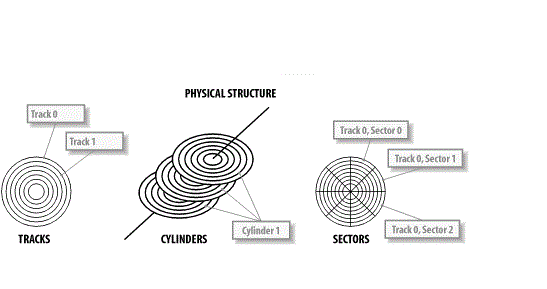 PHYSICAL STRUCTURE
Track 0
Track 1
TRACKS
Cylinder 1
CYLINDERS
Track 0, Sector 0
Track 0, Sector 1
Track 0, Sector 2
SECTORS